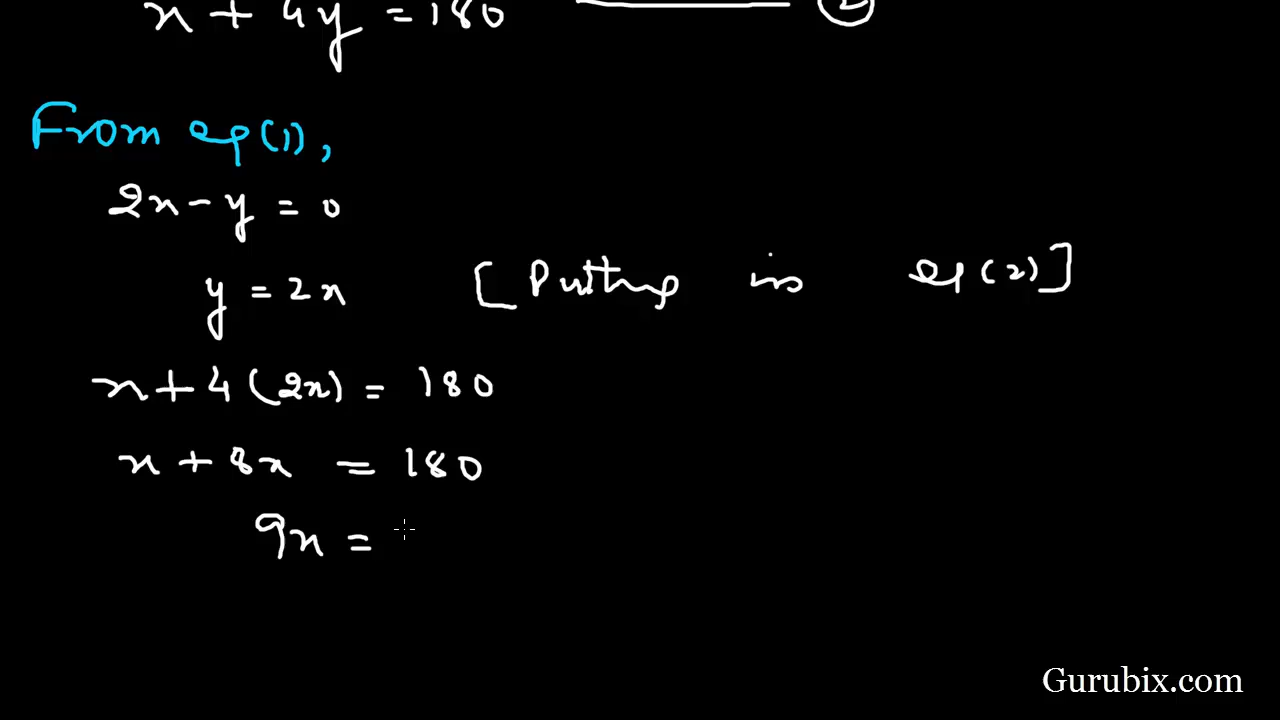 x + 4y = 180 ——— ②
From eq(1),
2x - y = 0
y = 2x [Putting in eq(2)]
x + 4(2x) = 180
x + 8x = 180
9x =
Gurubix.com